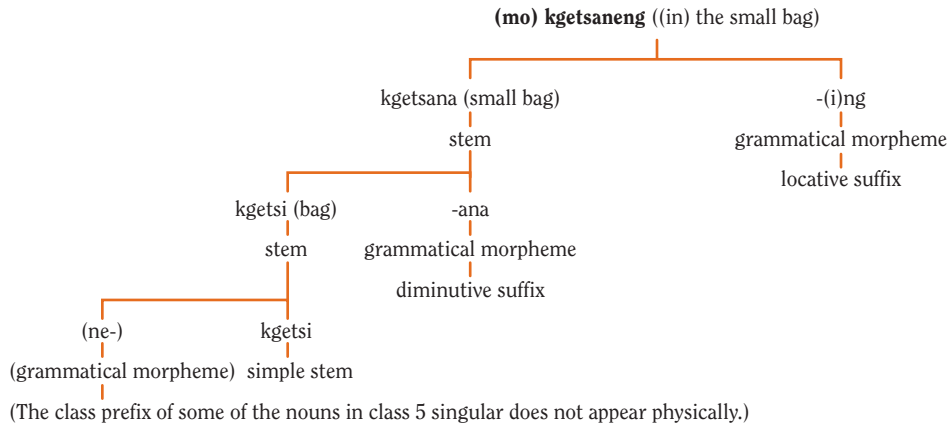 (mo) kgetsaneng ((in) the small bag)
kgetsana (small bag) -(i)ng
stem grammatical morpheme
locative suffix
kgetsi (bag) -ana
stem grammatical morpheme
diminutive suffix
(ne-) kgetsi
(grammatical morpheme) simple stem
(The class prefix of some of the nouns in class 5 singular does not appear physically.)